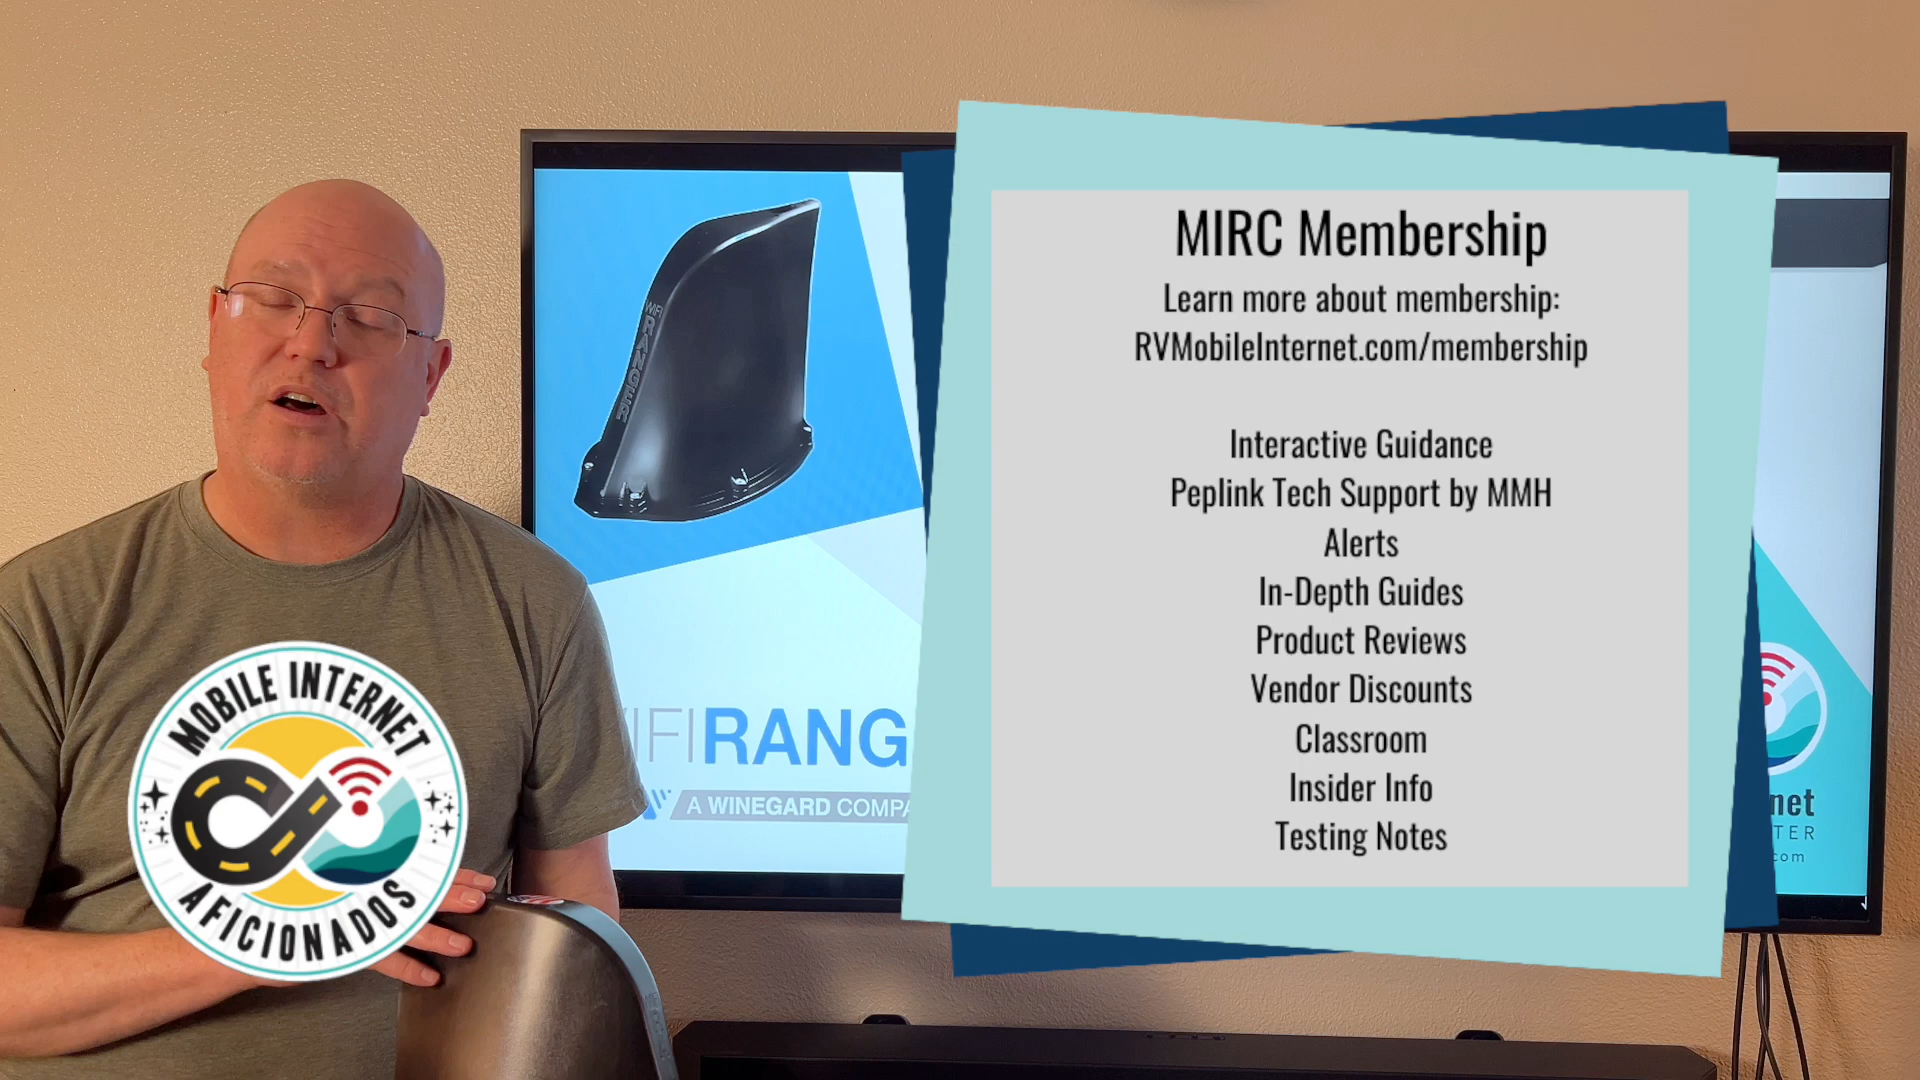 MIRC Membership
Learn more about membership:
RVMobileInternet.com/membership
Interactive Guidance
Peplink Tech Support by MMH
Alerts
In-Depth Guides
Product Reviews
Vendor Discounts
Classroom
Insider Info
Testing Notes
WiFi
RANGER
IFIRANG
A WINEGARD COMPA
MOBILE INTERNET
AFICIONADOS
net
TER
com